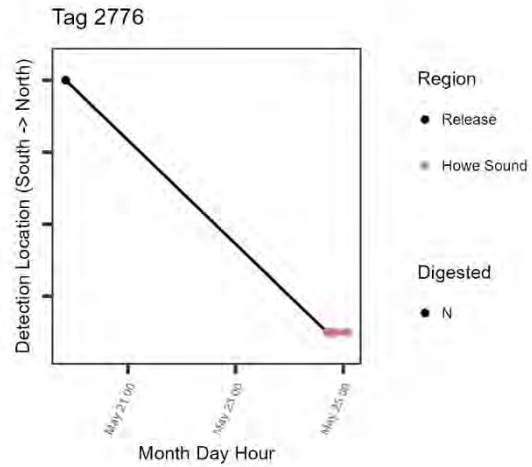 Tag 2776
Detection Location (South -> North)
May 21 00
May 23 00
May 25 00
Month Day Hour
Region
Release
Howe Sound
Digested
N